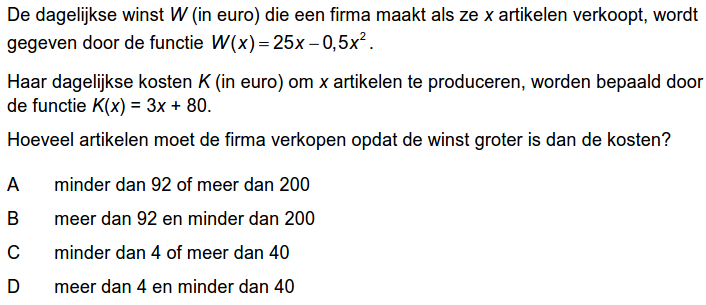 De dagelijkse winst W (in euro) die een firma maakt als ze x artikelen verkoopt, wordt
gegeven door de functie W(x) = 25x – 0,5x².
Haar dagelijkse kosten K (in euro) om x artikelen te produceren, worden bepaald door
de functie K(x) = 3x + 80.
Hoeveel artikelen moet de firma verkopen opdat de winst groter is dan de kosten?
A minder dan 92 of meer dan 200
B meer dan 92 en minder dan 200
C minder dan 4 of meer dan 40
D meer dan 4 en minder dan 40